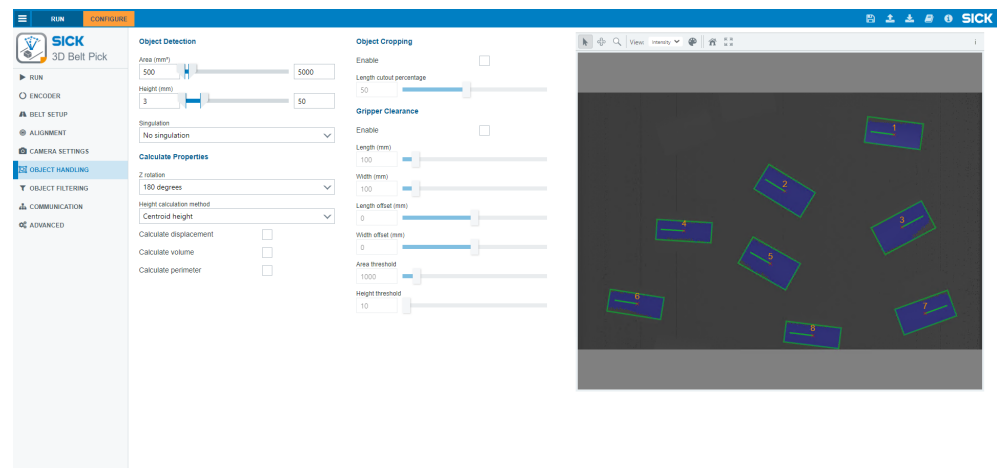 RUN
CONFIGURE
SICK
SICK
3D Belt Pick
RUN
ENCODER
BELT SETUP
ALIGNMENT
CAMERA SETTINGS
OBJECT HANDLING
OBJECT FILTERING
COMMUNICATION
ADVANCED
Object Detection
Area (mm²)
500 5000
Height (mm)
3 50
Singulation
No singulation
Calculate Properties
Z rotation
180 degrees
Height calculation method
Centroid height
Calculate displacement
Calculate volume
Calculate perimeter
Object Cropping
Enable
Length cutout percentage
50
Gripper Clearance
Enable
Length (mm)
100
Width (mm)
100
Length offset (mm)
0
Width offset (mm)
0
Area threshold
1000
Height threshold
10
View: Intensity
1
2
3
4
5
6
7
8